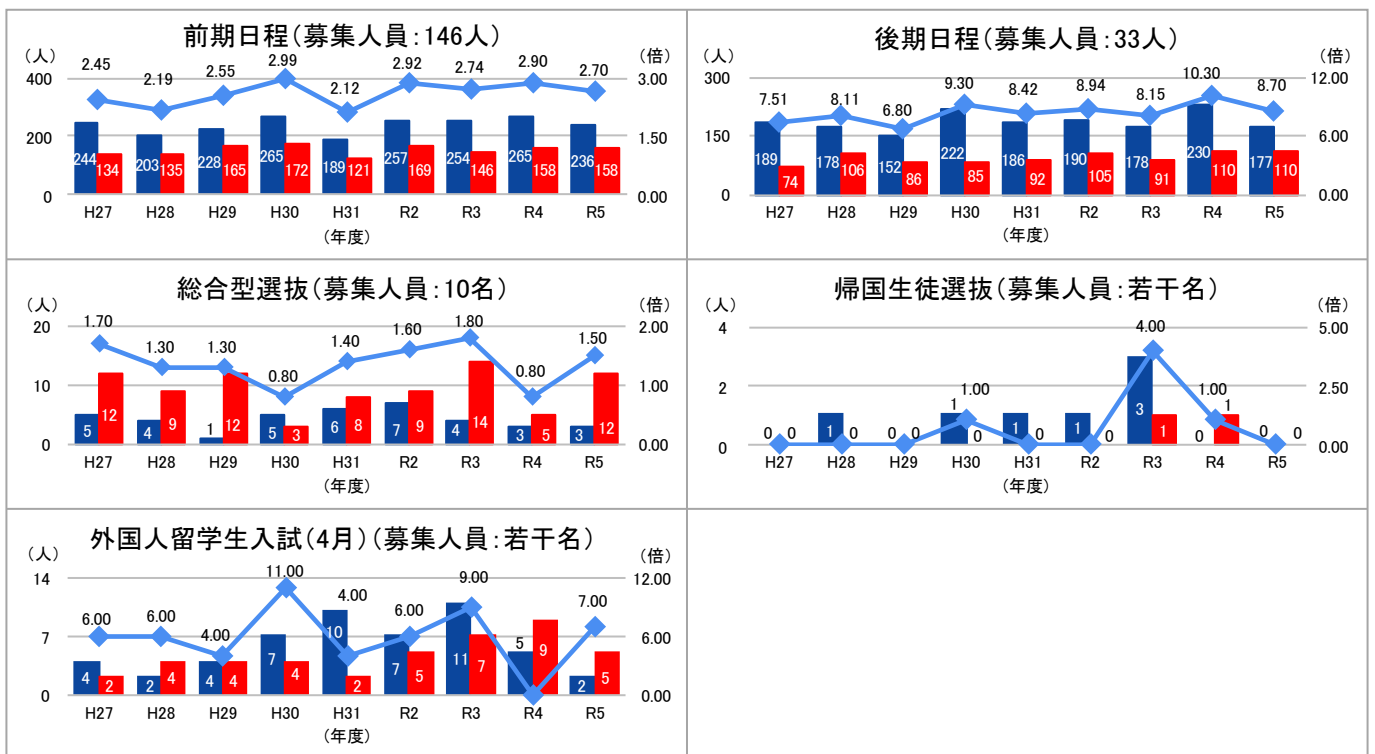 前期日程(募集人員:146人)
(人) (倍)
2.45 2.19 2.55 2.99 2.12 2.92 2.74 2.90 2.70
400 3.00
200 1.50
244 134 203 135 228 165 265 172 189 121 257 169 254 146 265 158 236 158
0 0.00
H27 H28 H29 H30 H31 R2 R3 R4 R5
(年度)
後期日程(募集人員:33人)
(人) (倍)
7.51 8.11 6.80 9.30 8.42 8.94 8.15 10.30 8.70
300 12.00
150 6.00
189 74 178 106 152 86 222 85 186 92 190 105 178 91 230 110 177 110
0 0.00
H27 H28 H29 H30 H31 R2 R3 R4 R5
(年度)
総合型選抜(募集人員:10名)
(人) (倍)
20 2.00
1.70 1.30 1.30 0.80 1.40 1.60 1.80 0.80 1.50
10 1.00
5 12 4 9 1 12 5 3 6 8 7 9 4 14 3 5 3 12
0 0.00
H27 H28 H29 H30 H31 R2 R3 R4 R5
(年度)
帰国生徒選抜(募集人員:若干名)
(人) (倍)
4 5.00
4.00
2 2.50
1.00 1.00
0 0 1 0 0 0 1 0 1 0 1 0 3 1 0 1 0 0
0 0.00
H27 H28 H29 H30 H31 R2 R3 R4 R5
(年度)
外国人留学生入試(4月)(募集人員:若干名)
(人) (倍)
14 12.00
6.00 6.00 4.00 11.00 4.00 6.00 9.00 7.00
7 6.00
4 2 2 4 4 4 7 4 10 2 7 5 11 7 5 9 2 5
0 0.00
H27 H28 H29 H30 H31 R2 R3 R4 R5
(年度)